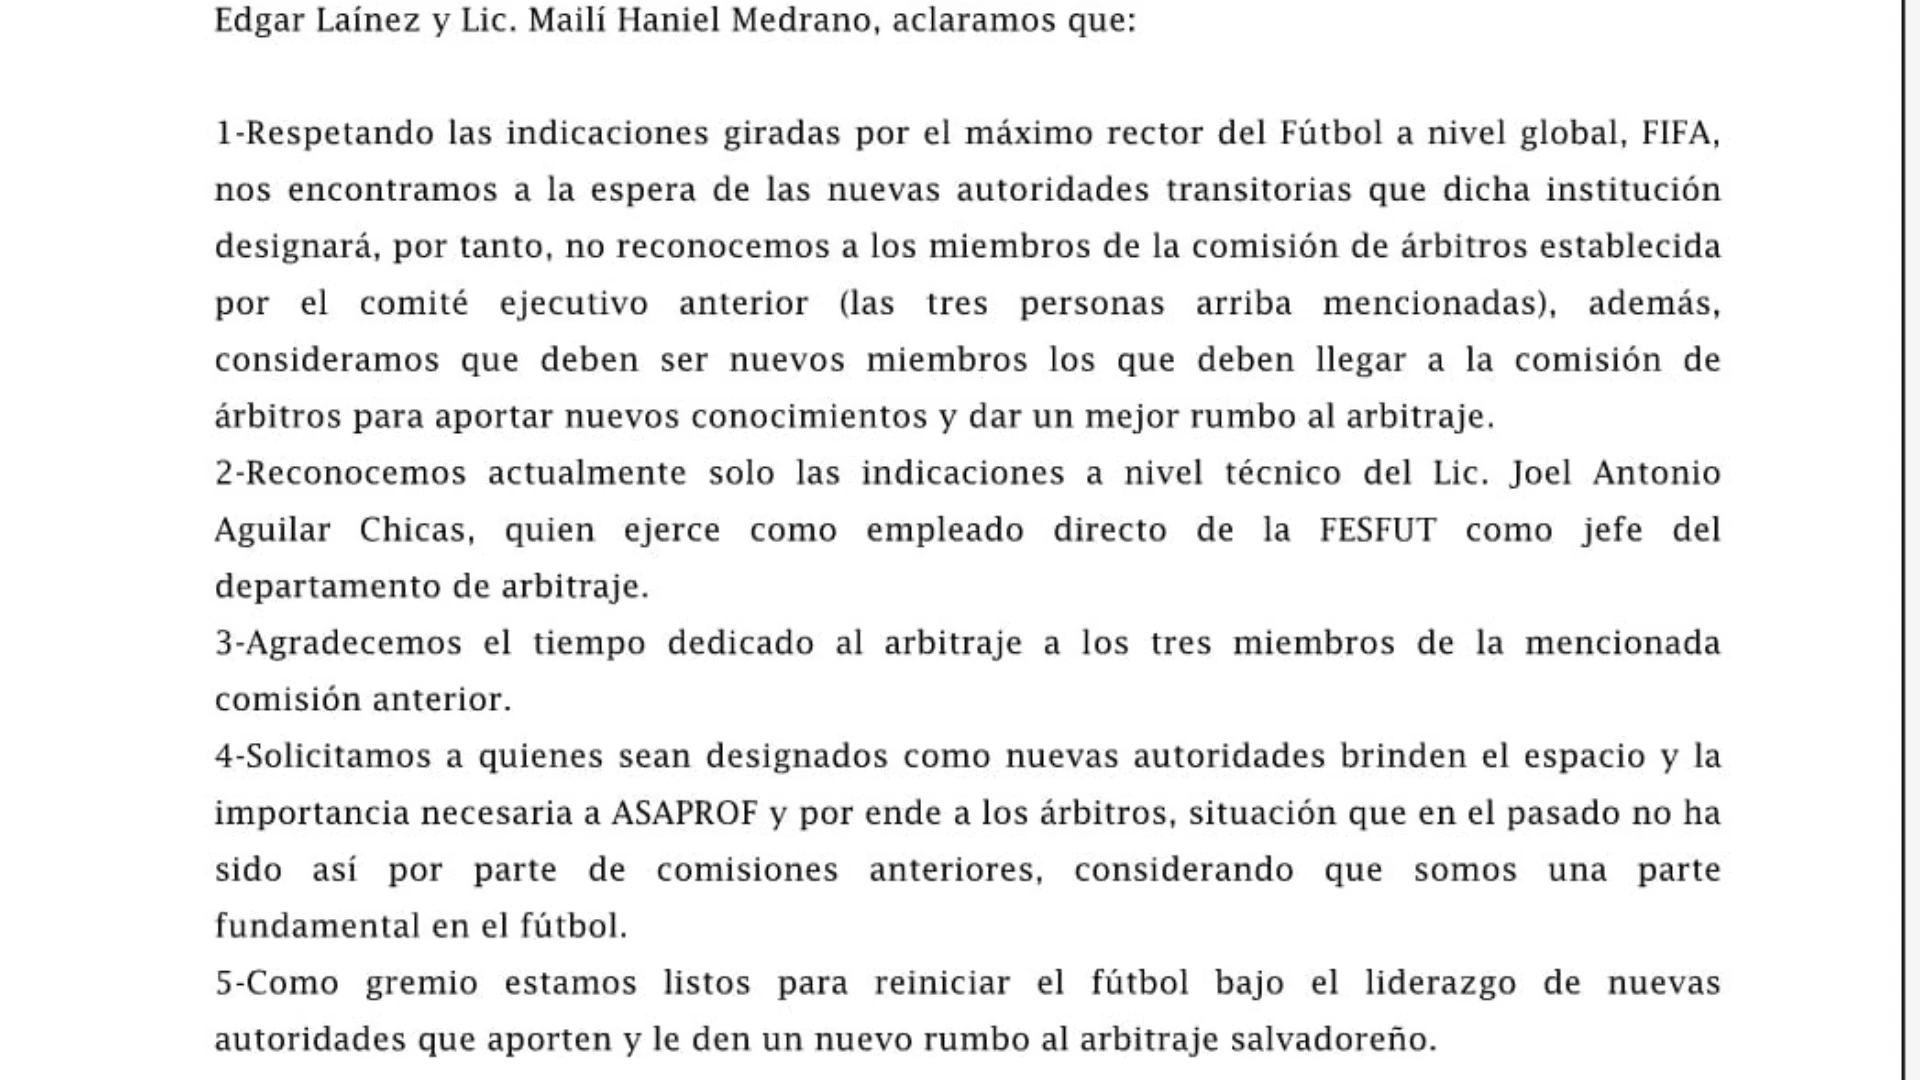 Edgar Laínez y Lic. Mailí Haniel Medrano, aclaramos que:
1-Respetando las indicaciones giradas por el máximo rector del Fútbol a nivel global, FIFA,
nos encontramos a la espera de las nuevas autoridades transitorias que dicha institución
designará, por tanto, no reconocemos a los miembros de la comisión de árbitros establecida
por el comité ejecutivo anterior (las tres personas arriba mencionadas), además,
consideramos que deben ser nuevos miembros los que deben llegar a la comisión de
árbitros para aportar nuevos conocimientos y dar un mejor rumbo al arbitraje.
2-Reconocemos actualmente solo las indicaciones a nivel técnico del Lic. Joel Antonio
Aguilar Chicas, quien ejerce como empleado directo de la FESFUT como jefe del
departamento de arbitraje.
3-Agradecemos el tiempo dedicado al arbitraje a los tres miembros de la mencionada
comisión anterior.
4-Solicitamos a quienes sean designados como nuevas autoridades brinden el espacio y la
importancia necesaria a ASAPROF y por ende a los árbitros, situación que en el pasado no ha
sido así por parte de comisiones anteriores, considerando que somos una parte
fundamental en el fútbol.
5-Como gremio estamos listos para reiniciar el fútbol bajo el liderazgo de nuevas
autoridades que aporten y le den un nuevo rumbo al arbitraje salvadoreño.